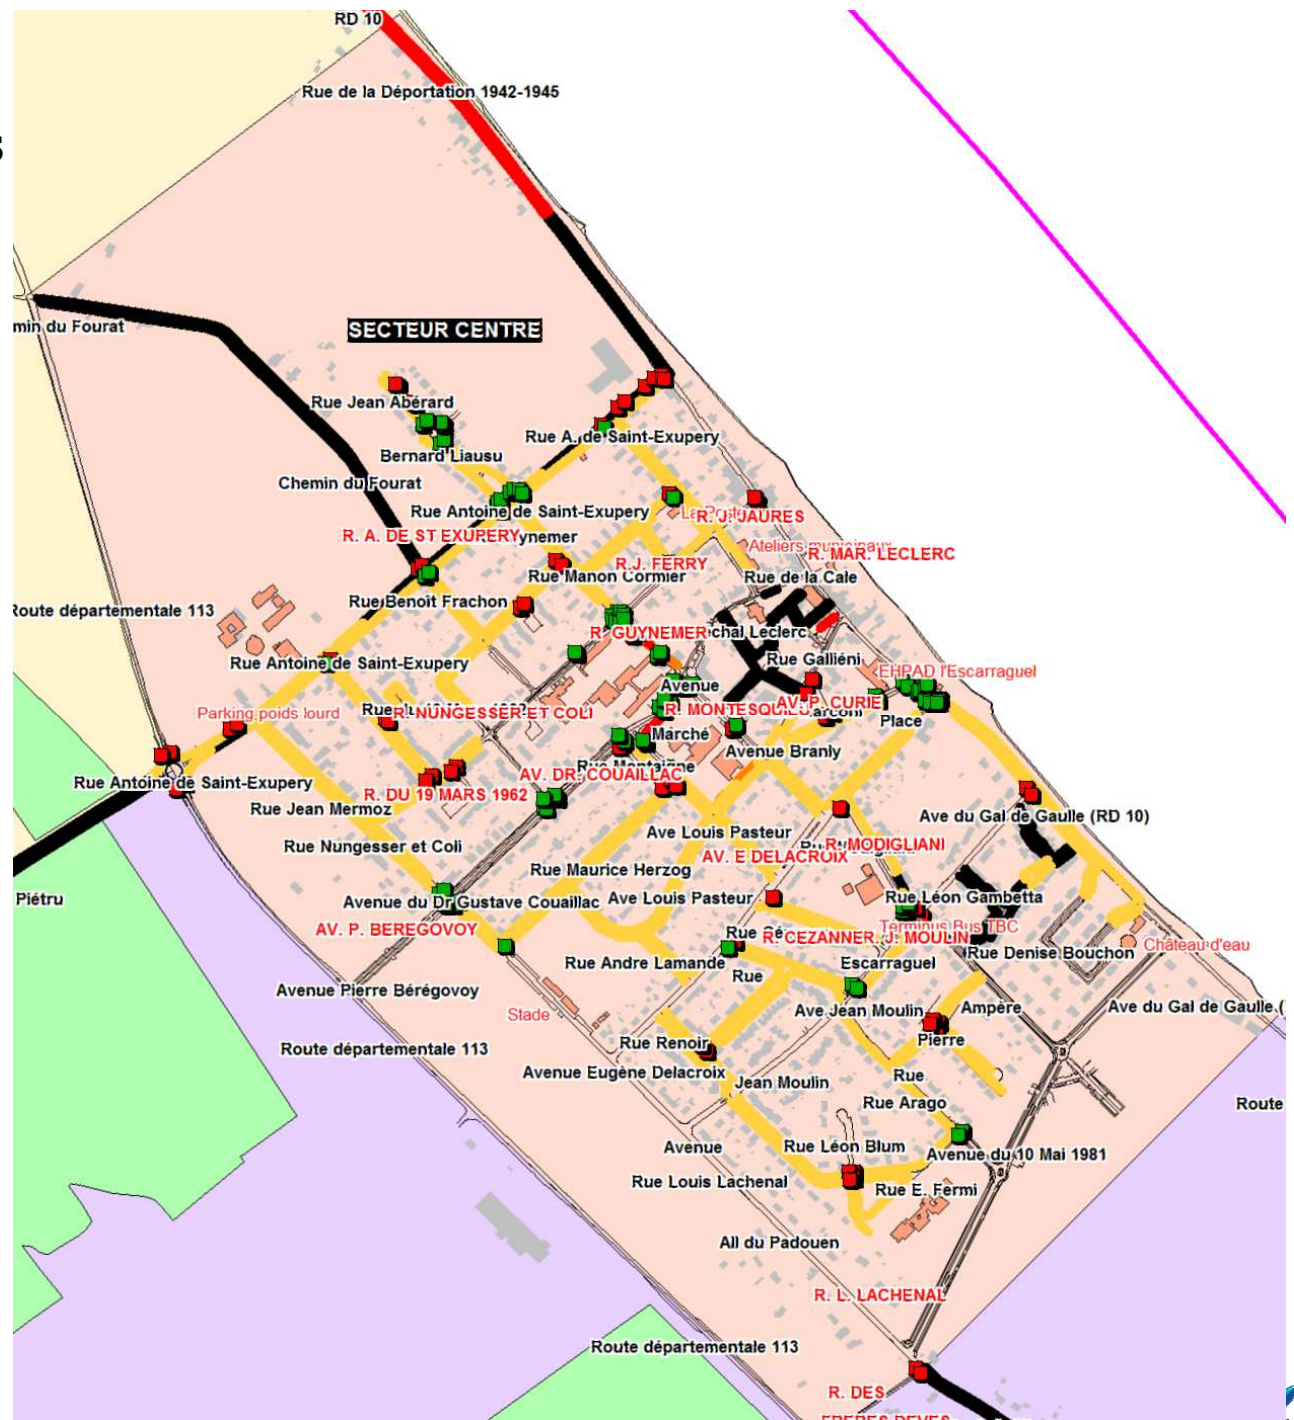 RD 10
Rue de la Déportation 1942-1945
min du Fourat
SECTEUR CENTRE
Rue Jean Abérard
Rue A. de Saint-Exupery
Bernard Liausu
Chemin du Fourat
Rue Antoine de Saint-Exupery
R. J. JAURES
R. A. DE ST EXUPERY
ynemer
Ateliers municipaux
R. MAR. LECLERC
R.J. FERRY
Rue Manon Cormier
Rue de la Cale
Rue Benoît Frachon
Route départementale 113
R. GUYNEMER
chal Leclerc
Rue Galliéni
Rue Antoine de Saint-Exupery
EHPAD l'Escarraguel
Avenue
AV. P. CURIE
R. NUNGESSER ET COLI
R. MONTESQUIEU
Parking poids lourd
Place
Marché
Avenue Branly
Rue Montaigne
AV. DR. COUAILLAC
Rue Antoine de Saint-Exupery
R. DU 19 MARS 1962
Rue Jean Mermoz
Ave du Gal de Gaulle (RD 10)
Ave Louis Pasteur
R. MODIGLIANI
Rue Nungesser et Coli
AV. E DELACROIX
Rue Maurice Herzog
Piétru
Avenue du Dr Gustave Couaillac
Ave Louis Pasteur
Rue Léon Gambetta
AV. P. BEREGOVOY
Terminus Bus TBC
R. CEZANNE
R. J. MOULIN
Château d'eau
Rue Denise Bouchon
Rue Andre Lamande
Escarraguel
Rue
Avenue Pierre Bérégovoy
Ave Jean Moulin
Ampère
Ave du Gal de Gaulle (
Stade
Rue Renoir
Pierre
Route départementale 113
Avenue Eugène Delacroix
Jean Moulin
Rue
Rue Arago
Route
Avenue
Rue Léon Blum
Avenue du 10 Mai 1981
Rue Louis Lachenal
Rue E. Fermi
All du Padouen
R. L. LACHENAL
Route départementale 113
R. DES
FRERES DEVES